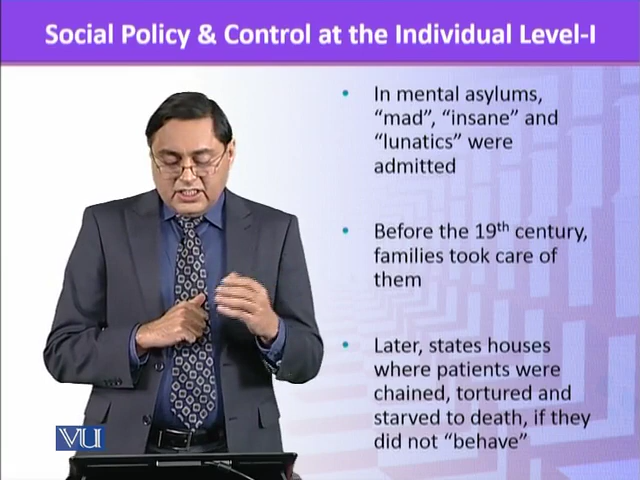 Social Policy & Control at the Individual Level-I
• In mental asylums,
“mad”, “insane” and
“lunatics” were
admitted
• Before the 19th century,
families took care of
them
• Later, states houses
where patients were
chained, tortured and
starved to death, if they
did not “behave”
VU